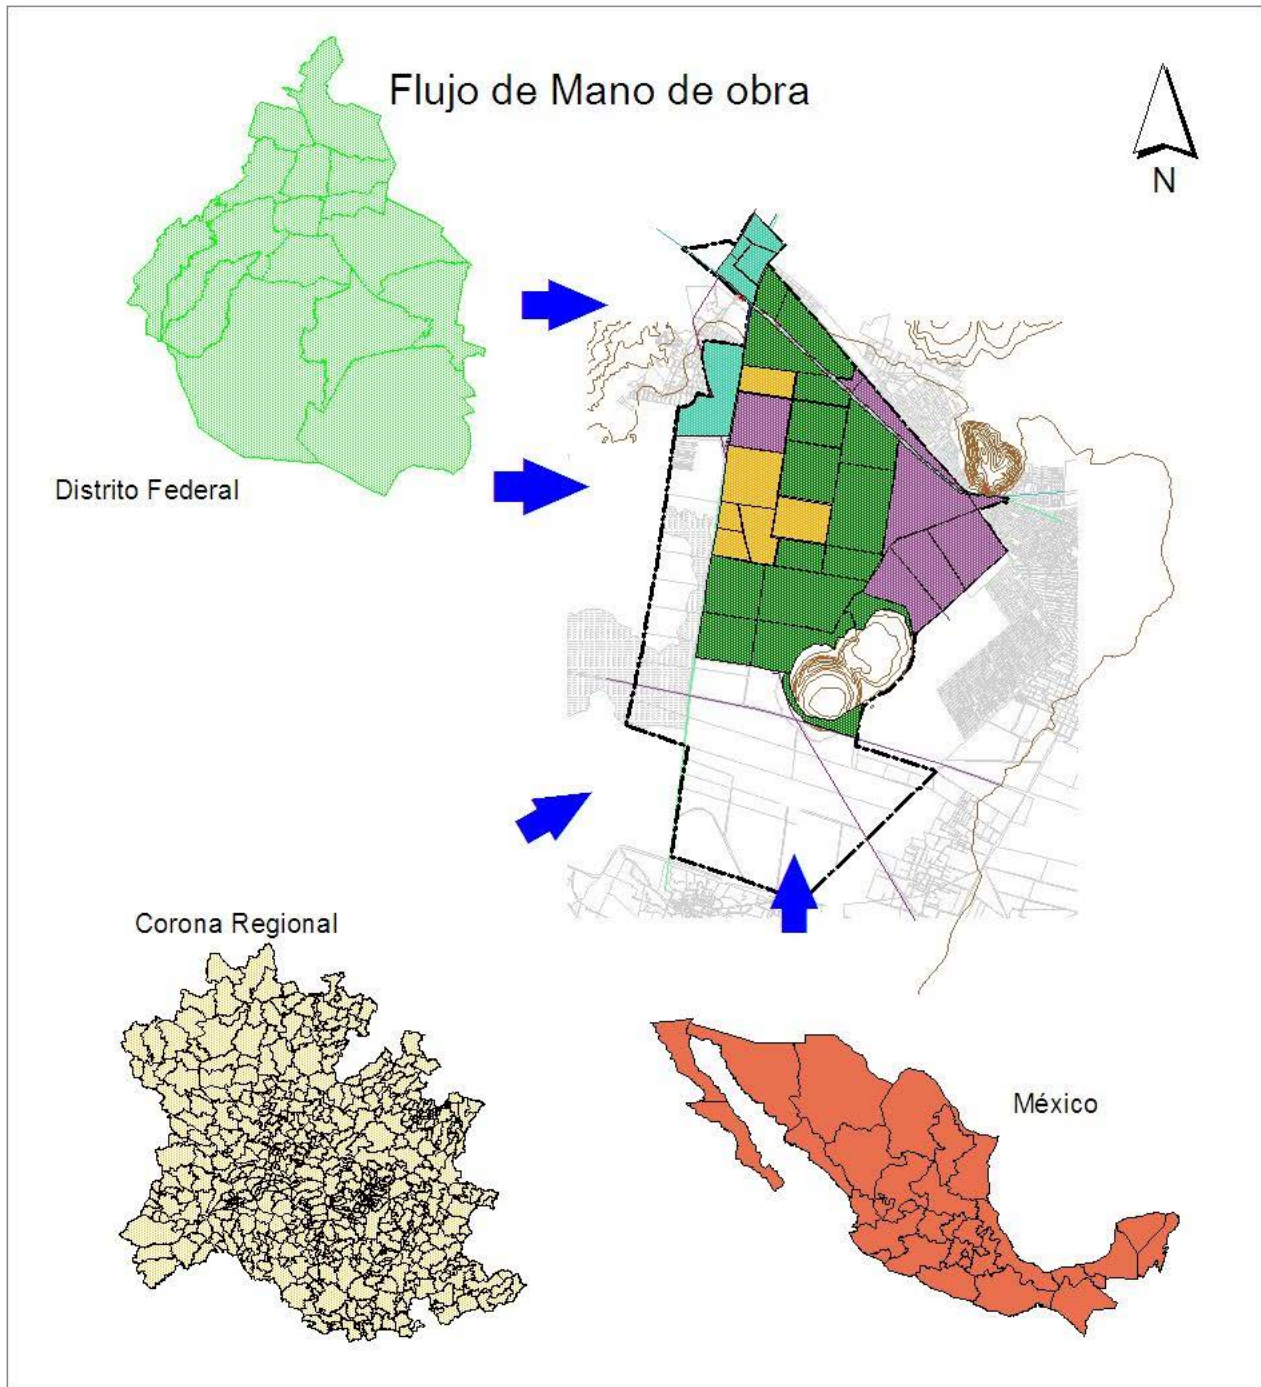 Flujo de Mano de obra
N
Distrito Federal
Corona Regional
México